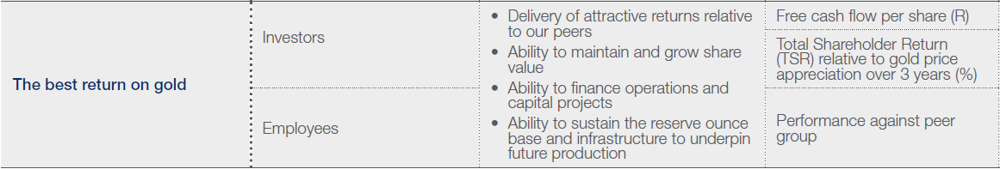 The best return on gold
Investors
Employees
• Delivery of attractive returns relative
to our peers
• Ability to maintain and grow share
value
• Ability to finance operations and
capital projects
• Ability to sustain the reserve ounce
base and infrastructure to underpin
future production
Free cash flow per share (R)
Total Shareholder Return
(TSR) relative to gold price
appreciation over 3 years (%)
Performance against peer
group